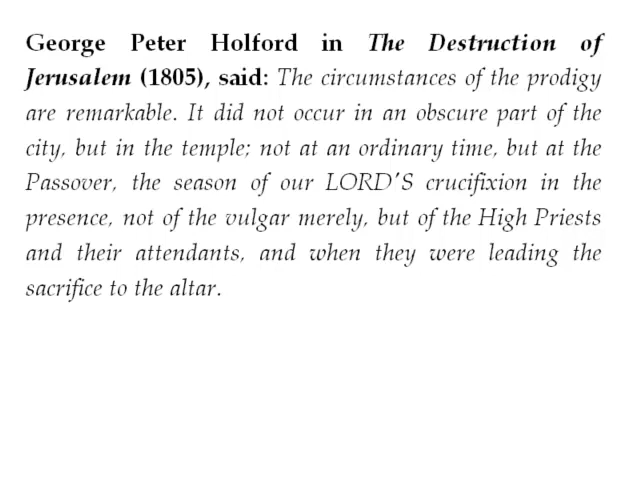 George Peter Holford in The Destruction of
Jerusalem (1805), said: The circumstances of the prodigy
are remarkable. It did not occur in an obscure part of the
city, but in the temple; not at an ordinary time, but at the
Passover, the season of our LORD'S crucifixion in the
presence, not of the vulgar merely, but of the High Priests
and their attendants, and when they were leading the
sacrifice to the altar.